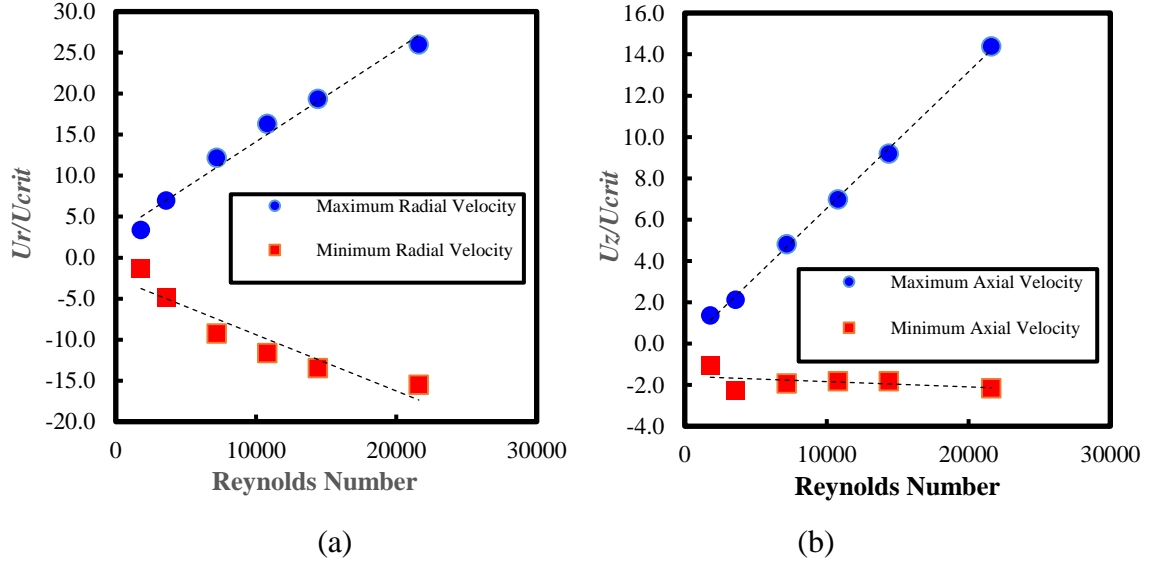 30.0
25.0
20.0
15.0
10.0
5.0
0.0
-5.0
-10.0
-15.0
-20.0
Ur/Ucrit
Maximum Radial Velocity
Minimum Radial Velocity
0 10000 20000 30000
Reynolds Number
(a)
16.0
14.0
12.0
10.0
8.0
6.0
4.0
2.0
0.0
-2.0
-4.0
Uz/Ucrit
Maximum Axial Velocity
Minimum Axial Velocity
0 10000 20000 30000
Reynolds Number
(b)